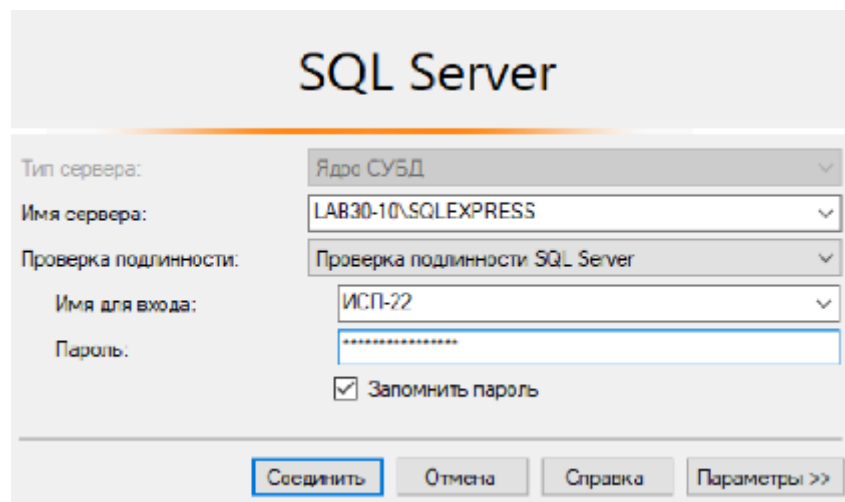 SQL Server
Тип сервера: Ядро СУБД
Имя сервера: LAB30-10\SQLEXPRESS
Проверка подлинности: Проверка подлинности SQL Server
Имя для входа: ИСП-22
Пароль: ****************
Запомнить пароль
Соединить Отмена Справка Параметры >>